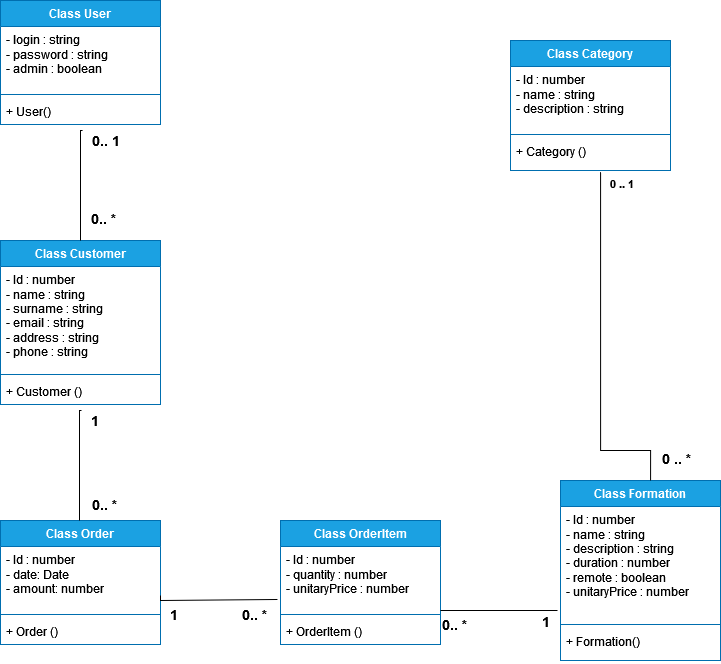 Class User
- login : string
- password : string
- admin : boolean
+ User()
0.. 1
0.. *
Class Customer
- Id : number
- name : string
- surname : string
- email : string
- address : string
- phone : string
+ Customer ()
1
0.. *
Class Order
- Id : number
- date: Date
- amount: number
+ Order ()
1
0.. *
Class OrderItem
- Id : number
- quantity : number
- unitaryPrice : number
+ OrderItem ()
0.. *
1
Class Category
- Id : number
- name : string
- description : string
+ Category ()
0 .. 1
0 .. *
Class Formation
- Id : number
- name : string
- description : string
- duration : number
- remote : boolean
- unitaryPrice : number
+ Formation()